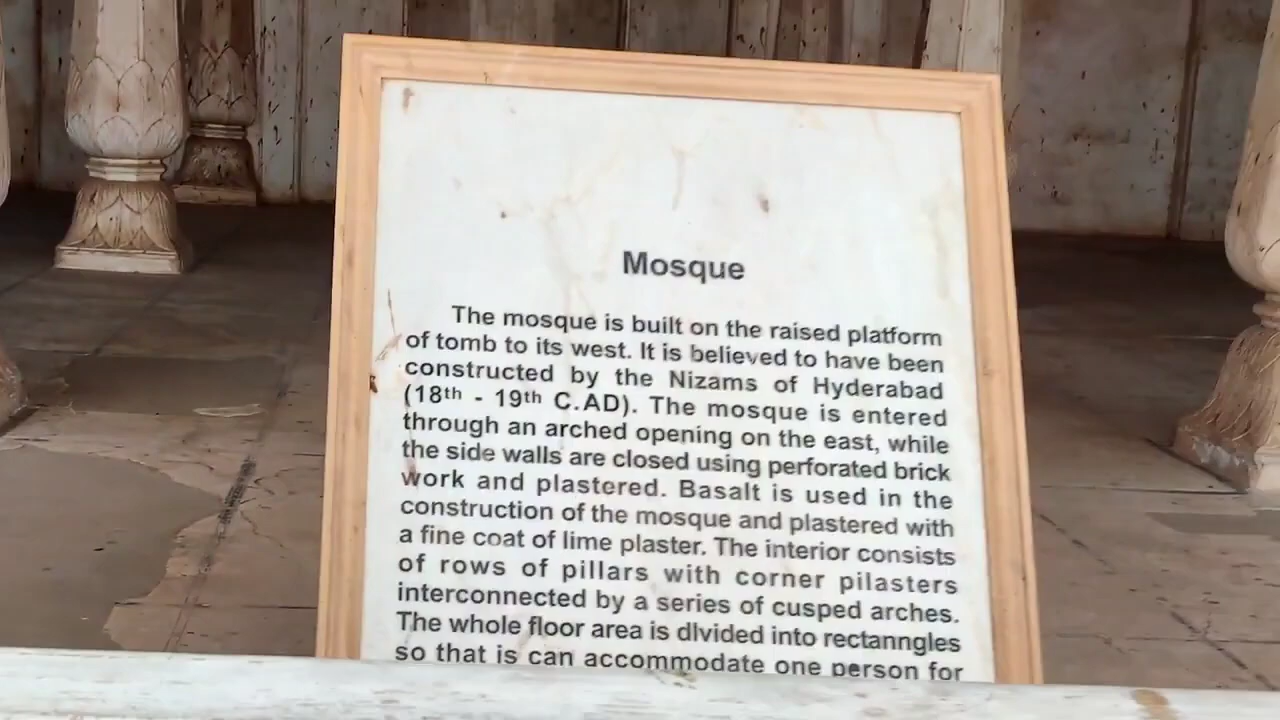 Mosque
The mosque is built on the raised platform
of tomb to its west. It is believed to have been
constructed by the Nizams of Hyderabad
(18th - 19th C.AD). The mosque is entered
through an arched opening on the east, while
the side walls are closed using perforated brick
work and plastered. Basalt is used in the
construction of the mosque and plastered with
a fine coat of lime plaster. The interior consists
of rows of pillars with corner pilasters
interconnected by a series of cusped arches.
The whole floor area is divided into rectanngles
so that is can accommodate one person for